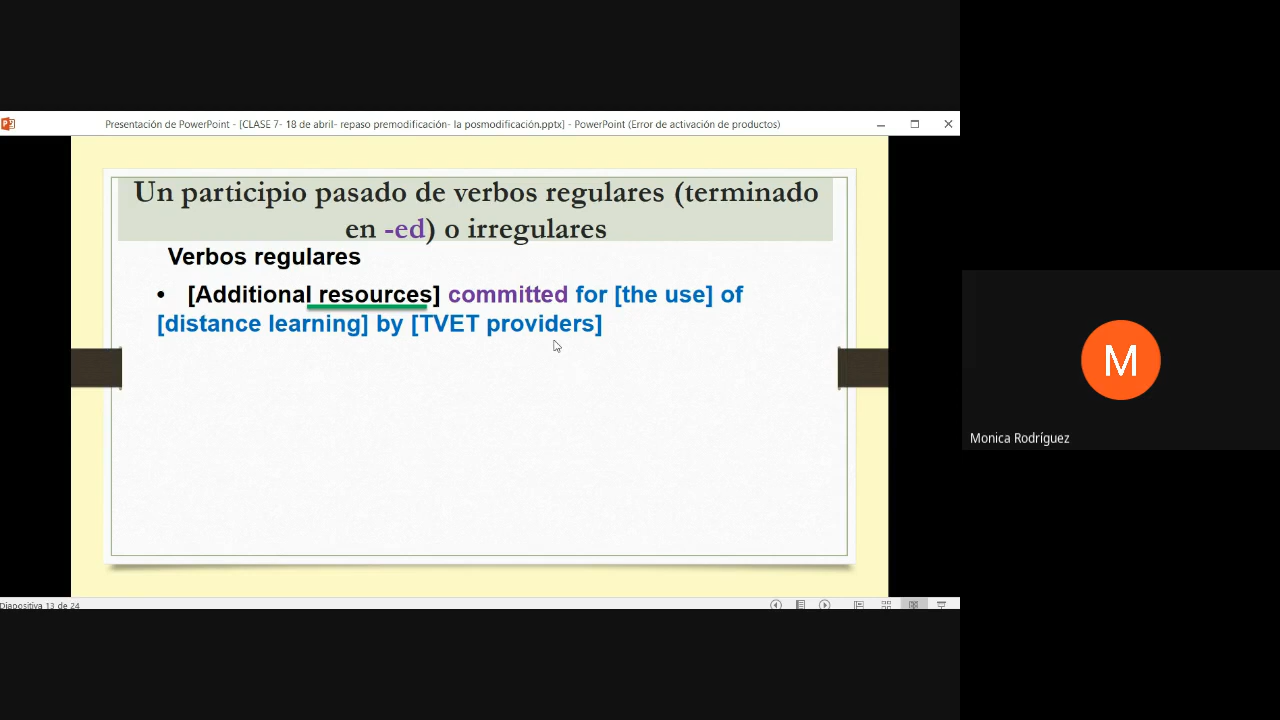 Presentación de PowerPoint - [CLASE 7- 18 de abril- repaso premodificación- la posmodificación.pptx] - PowerPoint (Error de activación de productos)
Un participio pasado de verbos regulares (terminado
en -ed) o irregulares
Verbos regulares
• [Additional resources] committed for [the use] of
[distance learning] by [TVET providers]
M
Monica Rodríguez
Diapositiva 13 de 24